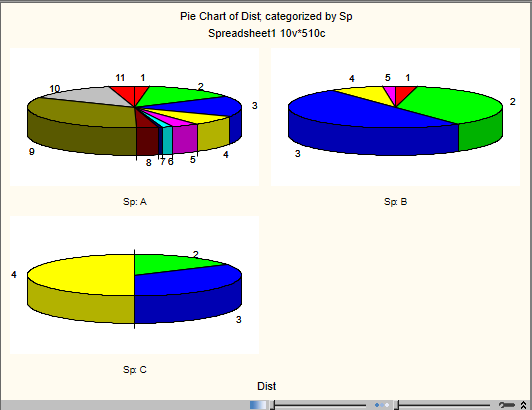 Pie Chart of Dist; categorized by Sp
Spreadsheet1 10v*510c
11 1
10 2
3
9 8 7 6 5 4
Sp: A
4 5 1
2
3
Sp: B
2
4
3
Sp: C
Dist